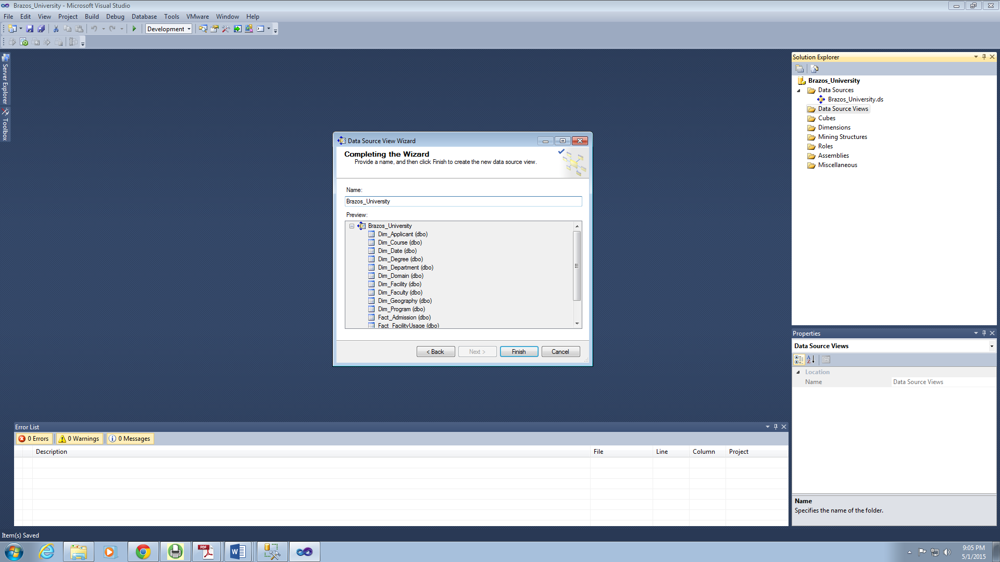 Brazos_University - Microsoft Visual Studio
File Edit View Project Build Debug Database Tools VMware Window Help
Development
Server Explorer
Toolbox
Solution Explorer
Brazos_University
Data Sources
Brazos_University.ds
Data Source Views
Cubes
Dimensions
Mining Structures
Roles
Assemblies
Miscellaneous
Data Source View Wizard
Completing the Wizard
Provide a name, and then click Finish to create the new data source view.
Name:
Brazos_University
Preview:
Brazos_University
Dim_Applicant (dbo)
Dim_Course (dbo)
Dim_Date (dbo)
Dim_Degree (dbo)
Dim_Department (dbo)
Dim_Domain (dbo)
Dim_Facility (dbo)
Dim_Faculty (dbo)
Dim_Geography (dbo)
Dim_Program (dbo)
Fact_Admission (dbo)
Fact_FacilityUsage (dbo)
< Back Next > Finish Cancel
Properties
Data Source Views
Location
Name Data Source Views
Name
Specifies the name of the folder.
Error List
0 Errors 0 Warnings 0 Messages
Description File Line Column Project
Item(s) Saved
9:05 PM
5/1/2015